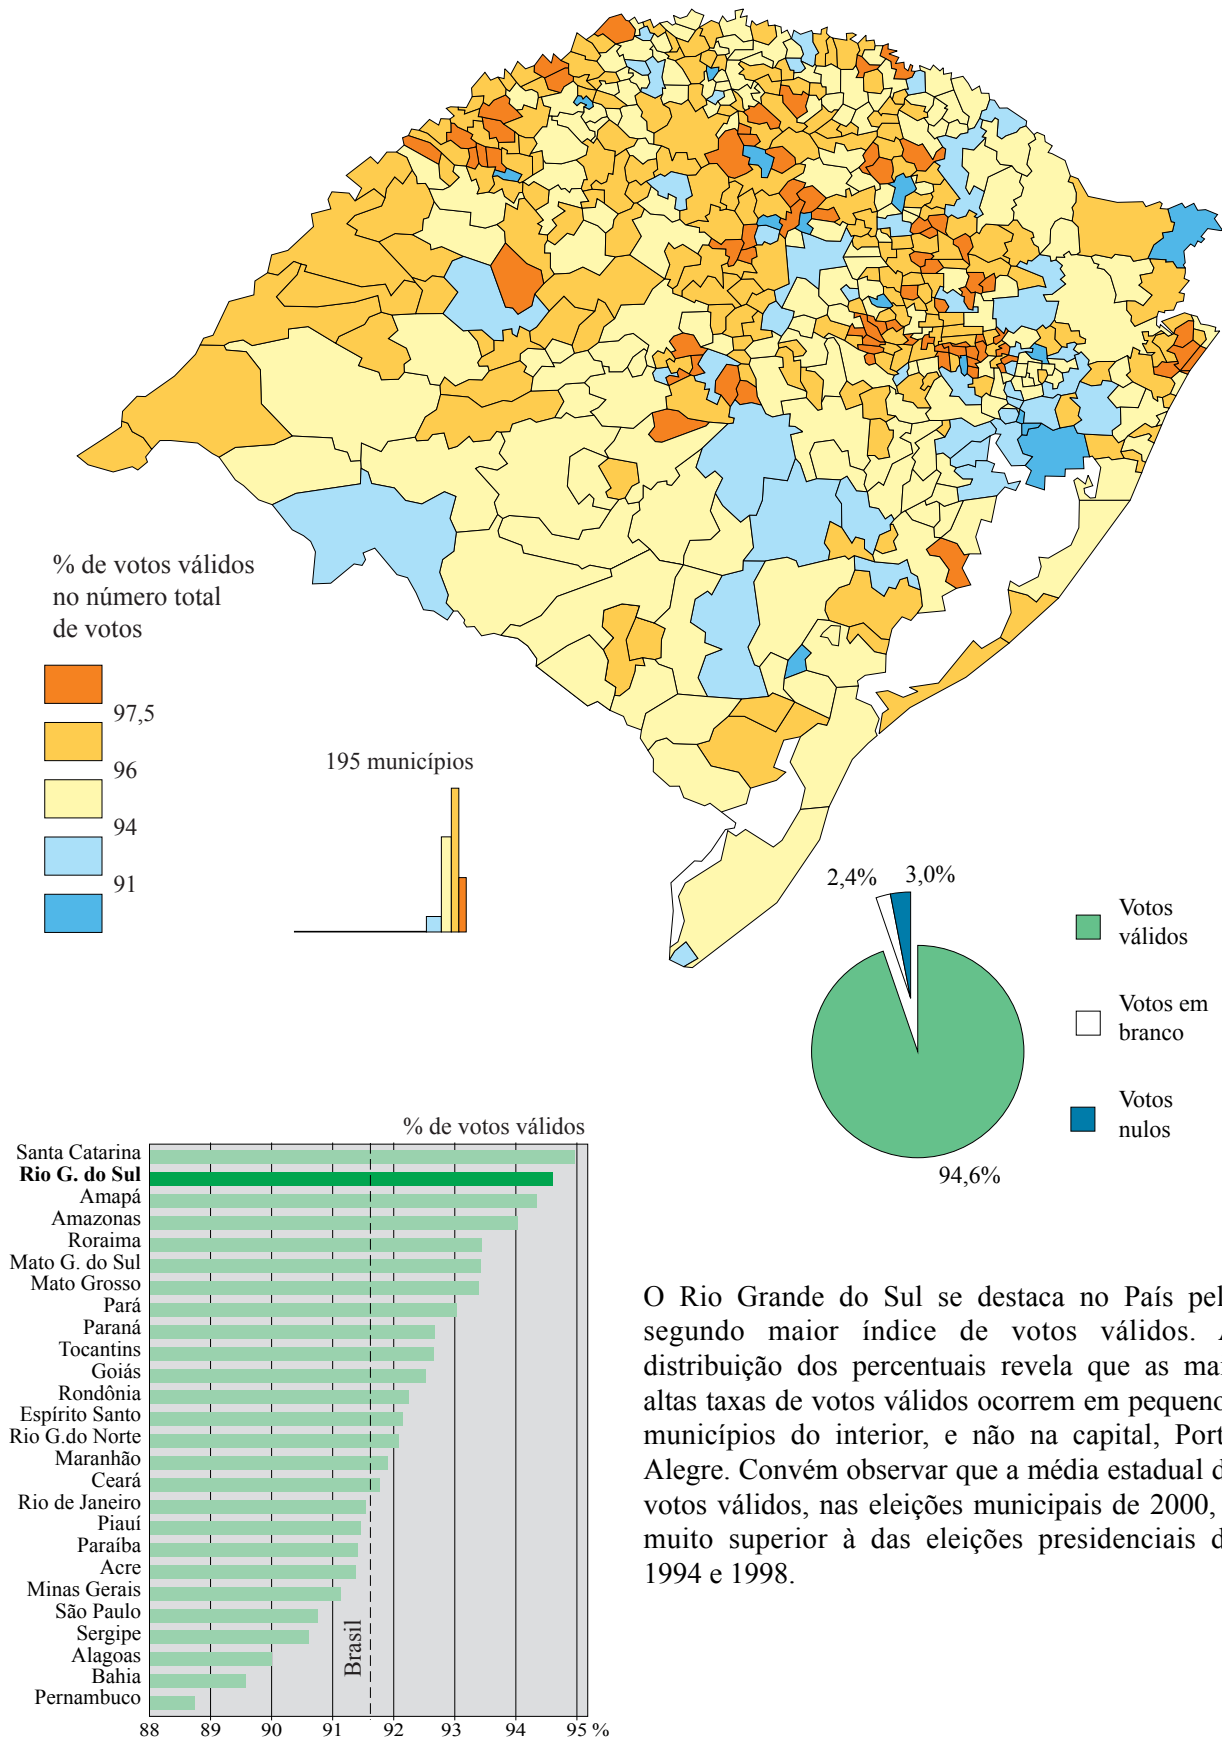 % de votos válidos
no número total
de votos
97,5
96
94
91
195 municípios
2,4%
3,0%
94,6%
Votos
válidos
Votos em
branco
Votos
nulos
% de votos válidos
Santa Catarina
Rio G. do Sul
Amapá
Amazonas
Roraima
Mato G. do Sul
Mato Grosso
Pará
Paraná
Tocantins
Goiás
Rondônia
Espírito Santo
Rio G.do Norte
Maranhão
Ceará
Rio de Janeiro
Piauí
Paraíba
Acre
Minas Gerais
São Paulo
Sergipe
Alagoas
Bahia
Pernambuco
Brasil
88 89 90 91 92 93 94 95 %
O Rio Grande do Sul se destaca no País pel
segundo maior índice de votos válidos.
distribuição dos percentuais revela que as mai
altas taxas de votos válidos ocorrem em pequeno
municípios do interior, e não na capital, Port
Alegre. Convém observar que a média estadual d
votos válidos, nas eleições municipais de 2000,
muito superior à das eleições presidenciais d
1994 e 1998.